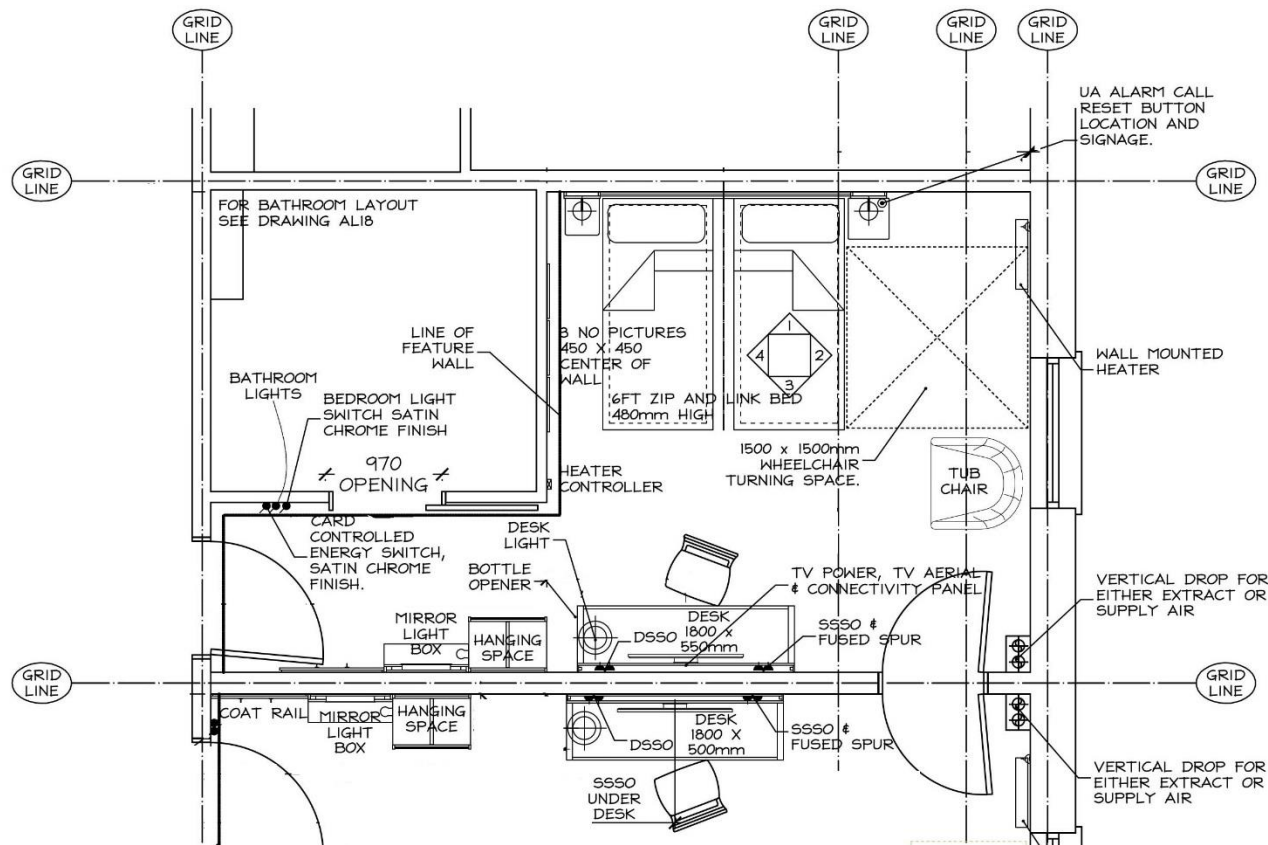 GRID
LINE
GRID
LINE
GRID
LINE
GRID
LINE
UA ALARM CALL
RESET BUTTON
LOCATION AND
SIGNAGE.
GRID
LINE
GRID
LINE
FOR BATHROOM LAYOUT
SEE DRAWING AL18
LINE OF
FEATURE
WALL
3 NO PICTURES
450 X 450
CENTER OF
WALL
1
4
2
3
WALL MOUNTED
HEATER
BATHROOM
LIGHTS
BEDROOM LIGHT
SWITCH SATIN
CHROME FINISH
6FT ZIP AND LINK BED
480mm HIGH
1500 x 1500mm
WHEELCHAIR
TURNING SPACE.
970
OPENING
HEATER
CONTROLLER
TUB
CHAIR
CARD
CONTROLLED
ENERGY SWITCH,
SATIN CHROME
FINISH.
DESK
LIGHT
BOTTLE
OPENER
TV POWER, TV AERIAL
& CONNECTIVITY PANEL
VERTICAL DROP FOR
EITHER EXTRACT OR
SUPPLY AIR
MIRROR
LIGHT
BOX
HANGING
SPACE
DSSO
DESK
1800 x
550mm
SSSO &
FUSED SPUR
GRID
LINE
GRID
LINE
COAT RAIL
MIRROR
LIGHT
BOX
HANGING
SPACE
DSSO
DESK
1800 X
500mm
SSSO &
FUSED SPUR
SSSO
UNDER
DESK
VERTICAL DROP FOR
EITHER EXTRACT OR
SUPPLY AIR